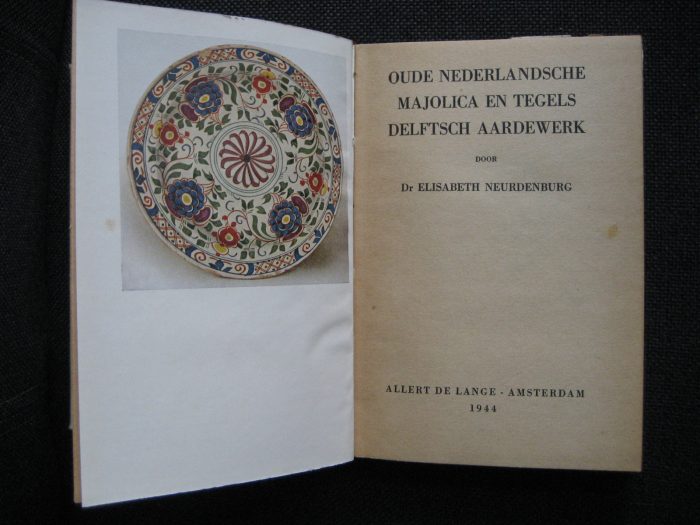 OUDE NEDERLANDSCHE
MAJOLICA EN TEGELS
DELFTSCH AARDEWERK
DOOR
Dr ELISABETH NEURDENBURG
ALLERT DE LANGE - AMSTERDAM
1944